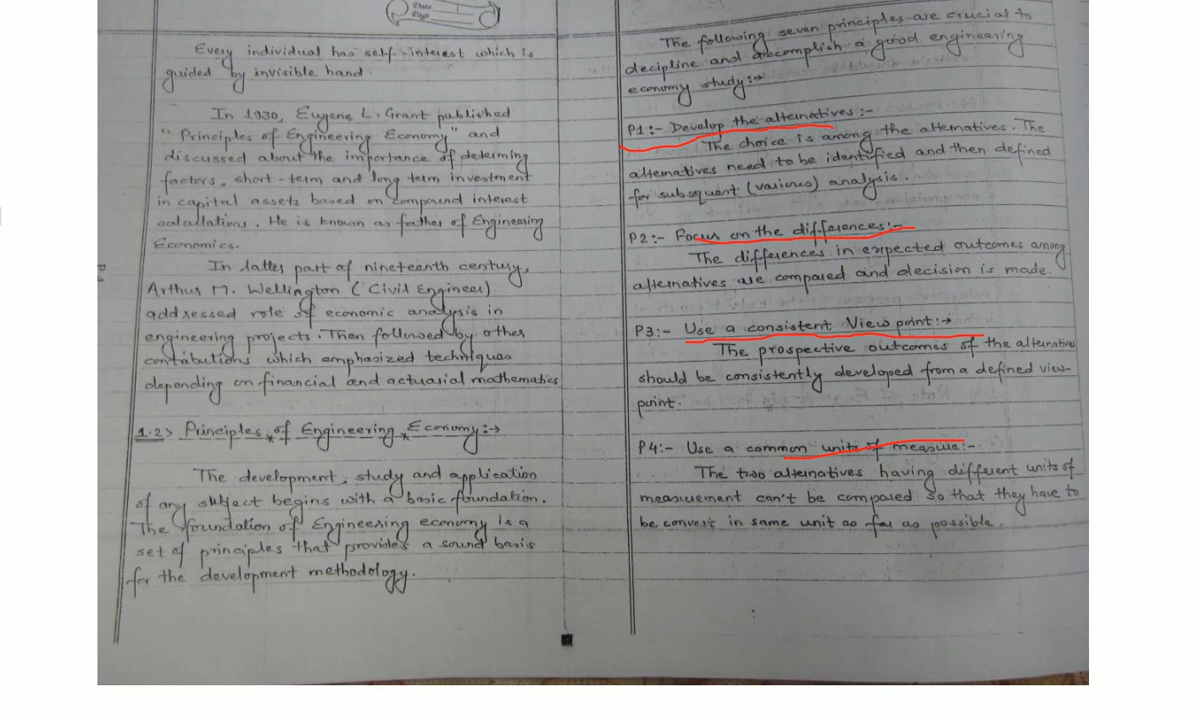 Date
Page
Every individual has self-interest which is
guided by invisible hand.
In 1930, Eugene L. Grant published
"Principles of Engineering Economy" and
discussed about the importance of determing
factors, short-term and long term investment
in capital assets based on compound interest
calculations. He is known as father of Engineering
Economics.
In latter part of nineteenth century,
Arthur M. Wellington (Civil Engineer)
addressed role of economic analysis in
engineering projects. Then followed by other
contributions which emphasized techniques
depending on financial and actuarial mathematics
1.2> Principles of Engineering Economy:→
The development, study and application
of any subject begins with a basic foundation.
The foundation of Engineering economy is a
set of principles that provides a sound basis
for the development methodology.
The following seven principles are crucial to
decipline and accomplish a good engineering
economy study:→
P1:- Develop the alternatives:-
The choice is among the alternatives. The
alternatives need to be identified and then defined
for subsquent (various) analysis.
P2:- Focus on the differences:-
The differences in expected outcomes among
alternatives are compared and decision is made.
P3:- Use a consistent View point:→
The prospective outcomes of the alternative
should be consistently developed from a defined view-
point.
P4:- Use a common units of measure:-
The two alternatives having different units of
measurement can't be compared so that they have to
be convert in same unit as far as possible.